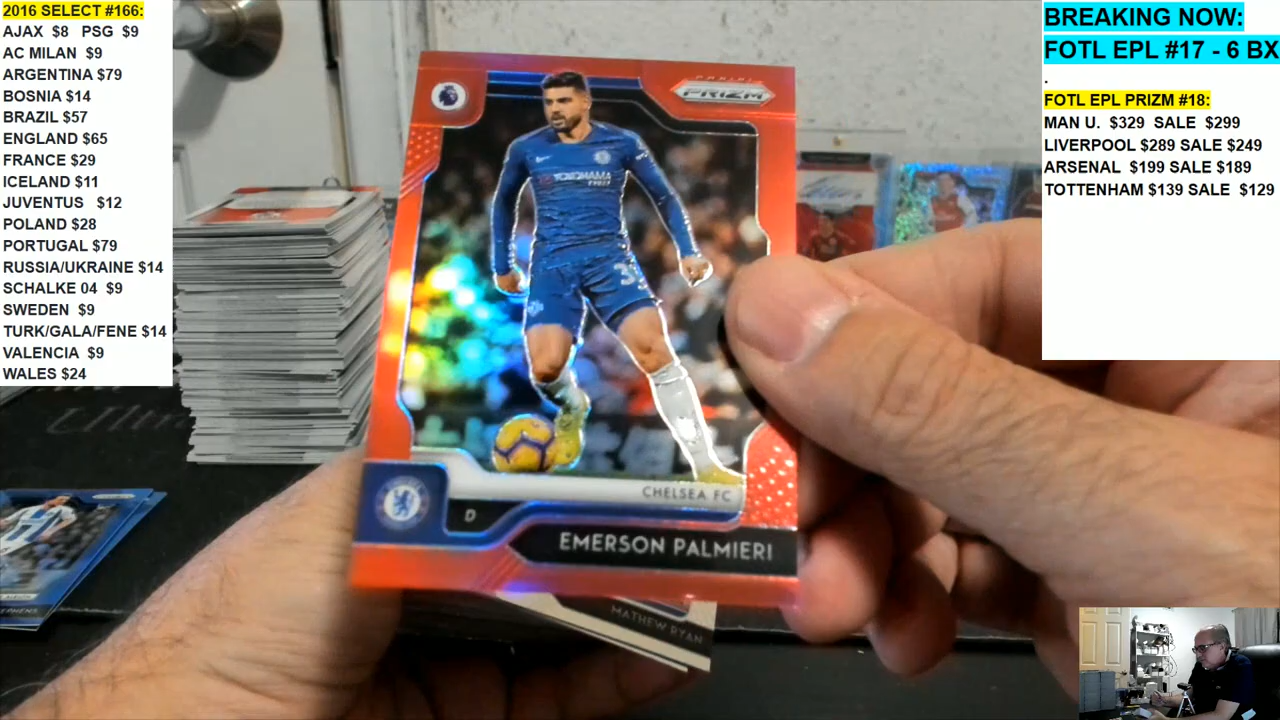 2016 SELECT #166:
AJAX $8 PSG $9
AC MILAN $9
ARGENTINA $79
BOSNIA $14
BRAZIL $57
ENGLAND $65
FRANCE $29
ICELAND $11
JUVENTUS $12
POLAND $28
PORTUGAL $79
RUSSIA/UKRAINE $14
SCHALKE 04 $9
SWEDEN $9
TURK/GALA/FENE $14
VALENCIA $9
WALES $24
PANINI
PRIZM
YOKOHAMA
TYRES
33
CHELSEA FC
D
EMERSON PALMIERI
MATHEW RYAN
BREAKING NOW:
FOTL EPL #17 - 6 BX
.
FOTL EPL PRIZM #18:
MAN U. $329 SALE $299
LIVERPOOL $289 SALE $249
ARSENAL $199 SALE $189
TOTTENHAM $139 SALE $129